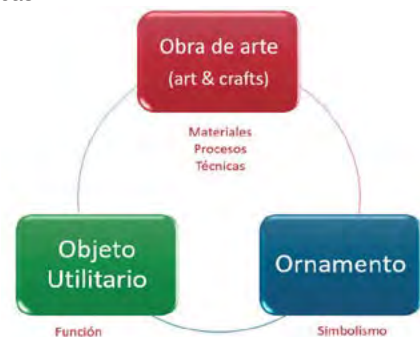 Obra de arte
(art & crafts)
Materiales
Procesos
Técnicas
Objeto
Utilitario
Ornamento
Función
Simbolismo